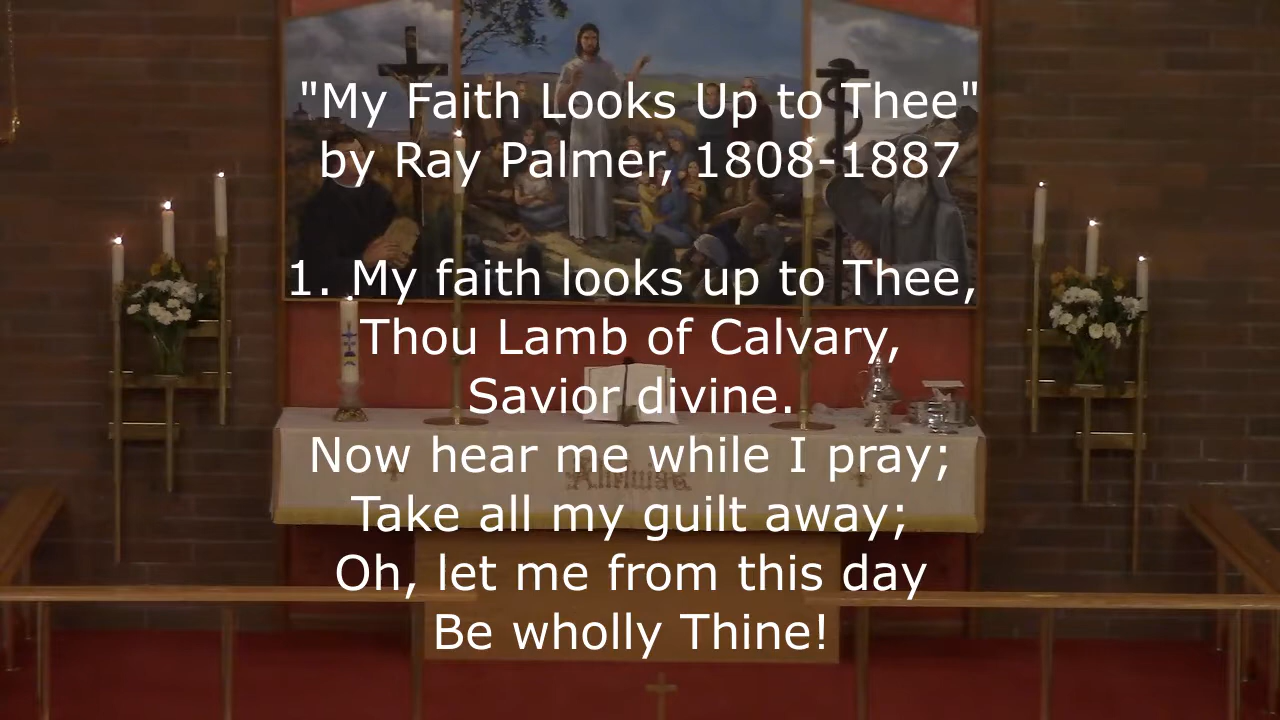 "My Faith Looks Up to Thee"
by Ray Palmer, 1808-1887
1. My faith looks up to Thee,
Thou Lamb of Calvary,
Savior divine.
Now hear me while I pray;
Alleluia
Take all my guilt away;
Oh, let me from this day
Be wholly Thine!